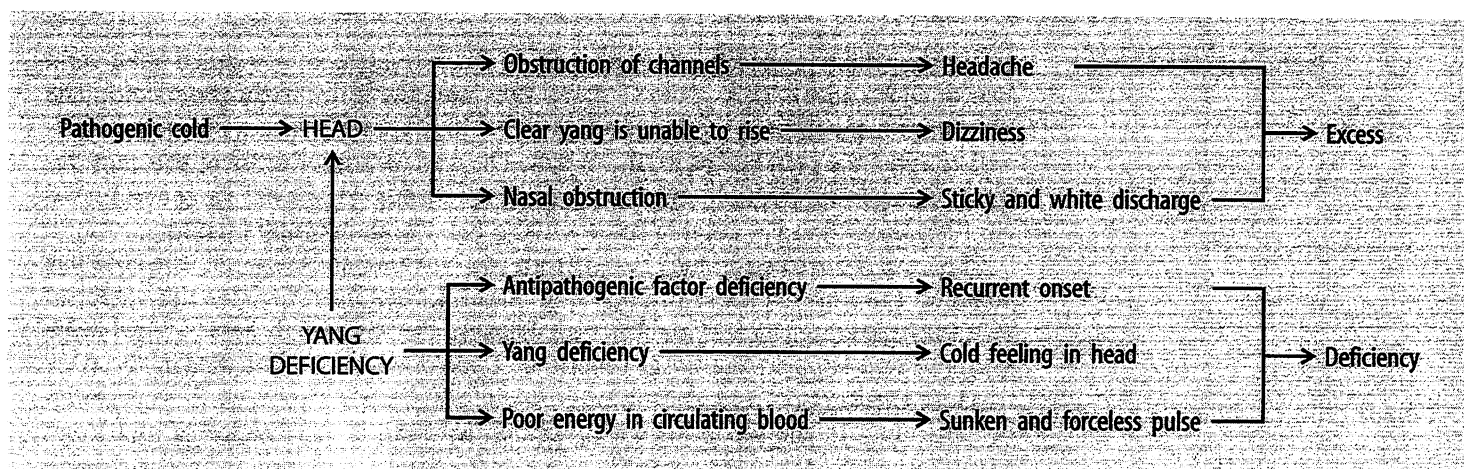 Obstruction of channels Headache
Pathogenic cold HEAD Clear yang is unable to rise Dizziness Excess
Nasal obstruction Sticky and white discharge
Antipathogenic factor deficiency Recurrent onset
YANG
DEFICIENCY
Yang deficiency Cold feeling in head Deficiency
Poor energy in circulating blood Sunken and forceless pulse